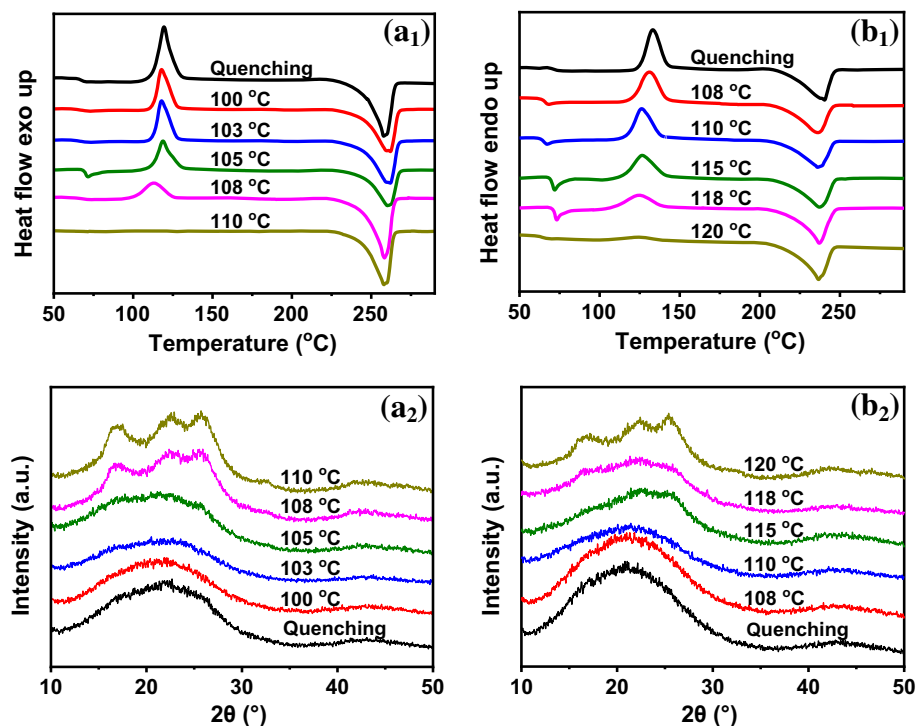 (a₁)
Heat flow exo up
Quenching
100 °C
103 °C
105 °C
108 °C
110 °C
50 100 150 200 250
Temperature (°C)
(b₁)
Heat flow endo up
Quenching
108 °C
110 °C
115 °C
118 °C
120 °C
50 100 150 200 250
Temperature (°C)
(a₂)
Intensity (a.u.)
110 °C
108 °C
105 °C
103 °C
100 °C
Quenching
10 20 30 40 50
2θ (°)
(b₂)
Intensity (a.u.)
120 °C
118 °C
115 °C
110 °C
108 °C
Quenching
10 20 30 40 50
2θ (°)